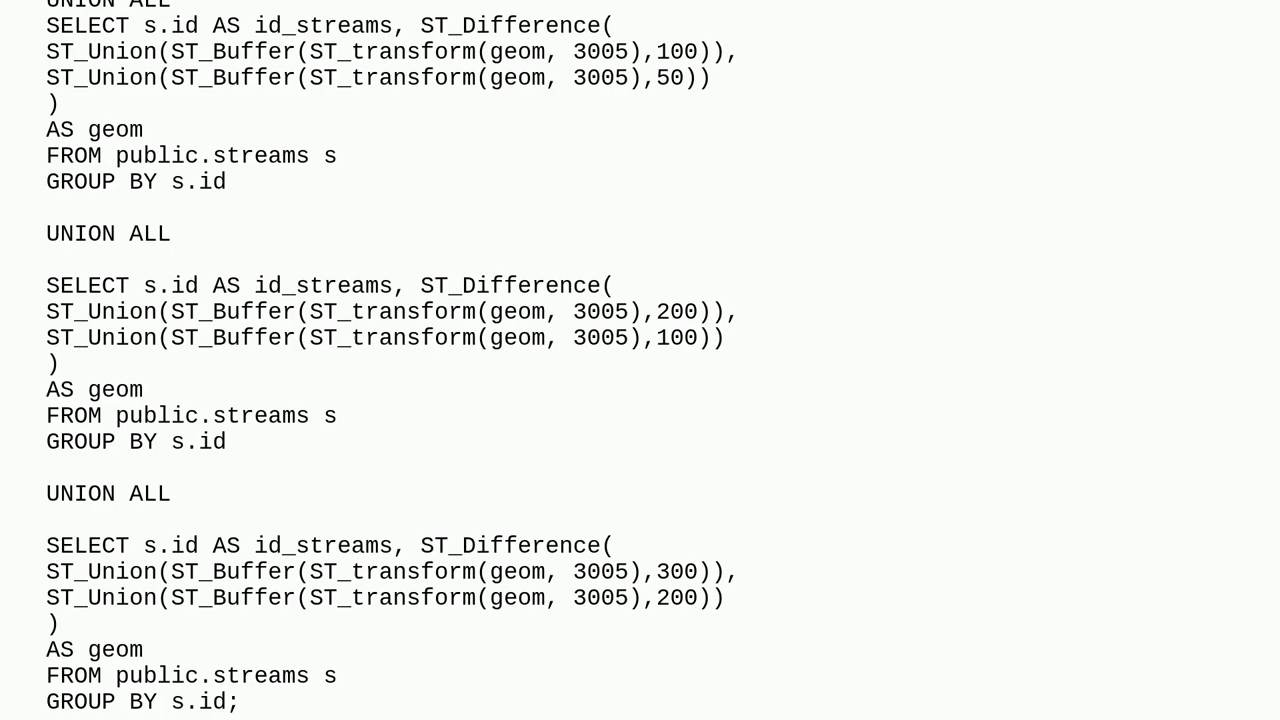 UNION ALL
SELECT s.id AS id_streams, ST_Difference(
ST_Union(ST_Buffer(ST_transform(geom, 3005),100)),
ST_Union(ST_Buffer(ST_transform(geom, 3005),50))
)
AS geom
FROM public.streams s
GROUP BY s.id
UNION ALL
SELECT s.id AS id_streams, ST_Difference(
ST_Union(ST_Buffer(ST_transform(geom, 3005),200)),
ST_Union(ST_Buffer(ST_transform(geom, 3005),100))
)
AS geom
FROM public.streams s
GROUP BY s.id
UNION ALL
SELECT s.id AS id_streams, ST_Difference(
ST_Union(ST_Buffer(ST_transform(geom, 3005),300)),
ST_Union(ST_Buffer(ST_transform(geom, 3005),200))
)
AS geom
FROM public.streams s
GROUP BY s.id;